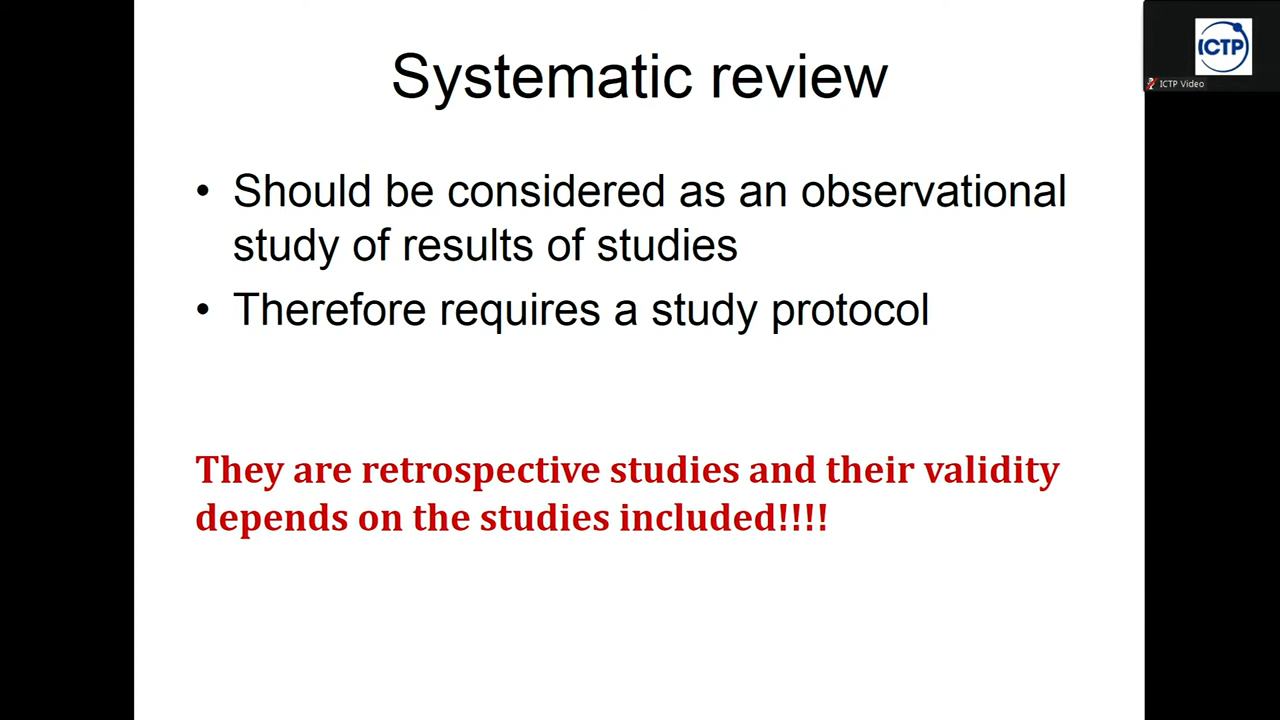 Systematic review
• Should be considered as an observational
study of results of studies
• Therefore requires a study protocol
They are retrospective studies and their validity
depends on the studies included!!!!
ICTP
ICTP Video